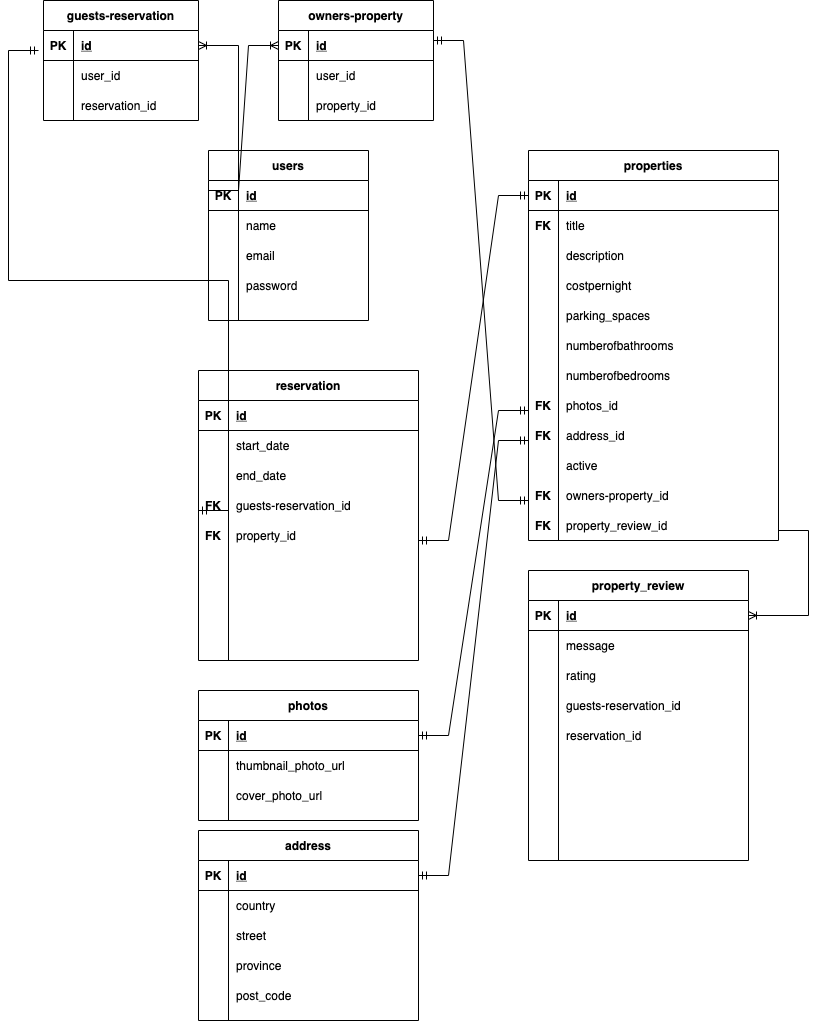 guests-reservation
PK id
user_id
reservation_id
owners-property
PK id
user_id
property_id
users
PK id
name
email
password
properties
PK id
FK title
description
costpernight
parking_spaces
numberofbathrooms
numberofbedrooms
FK photos_id
FK address_id
active
FK owners-property_id
FK property_review_id
reservation
PK id
start_date
end_date
FK guests-reservation_id
FK property_id
property_review
PK id
message
rating
guests-reservation_id
reservation_id
photos
PK id
thumbnail_photo_url
cover_photo_url
address
PK id
country
street
province
post_code